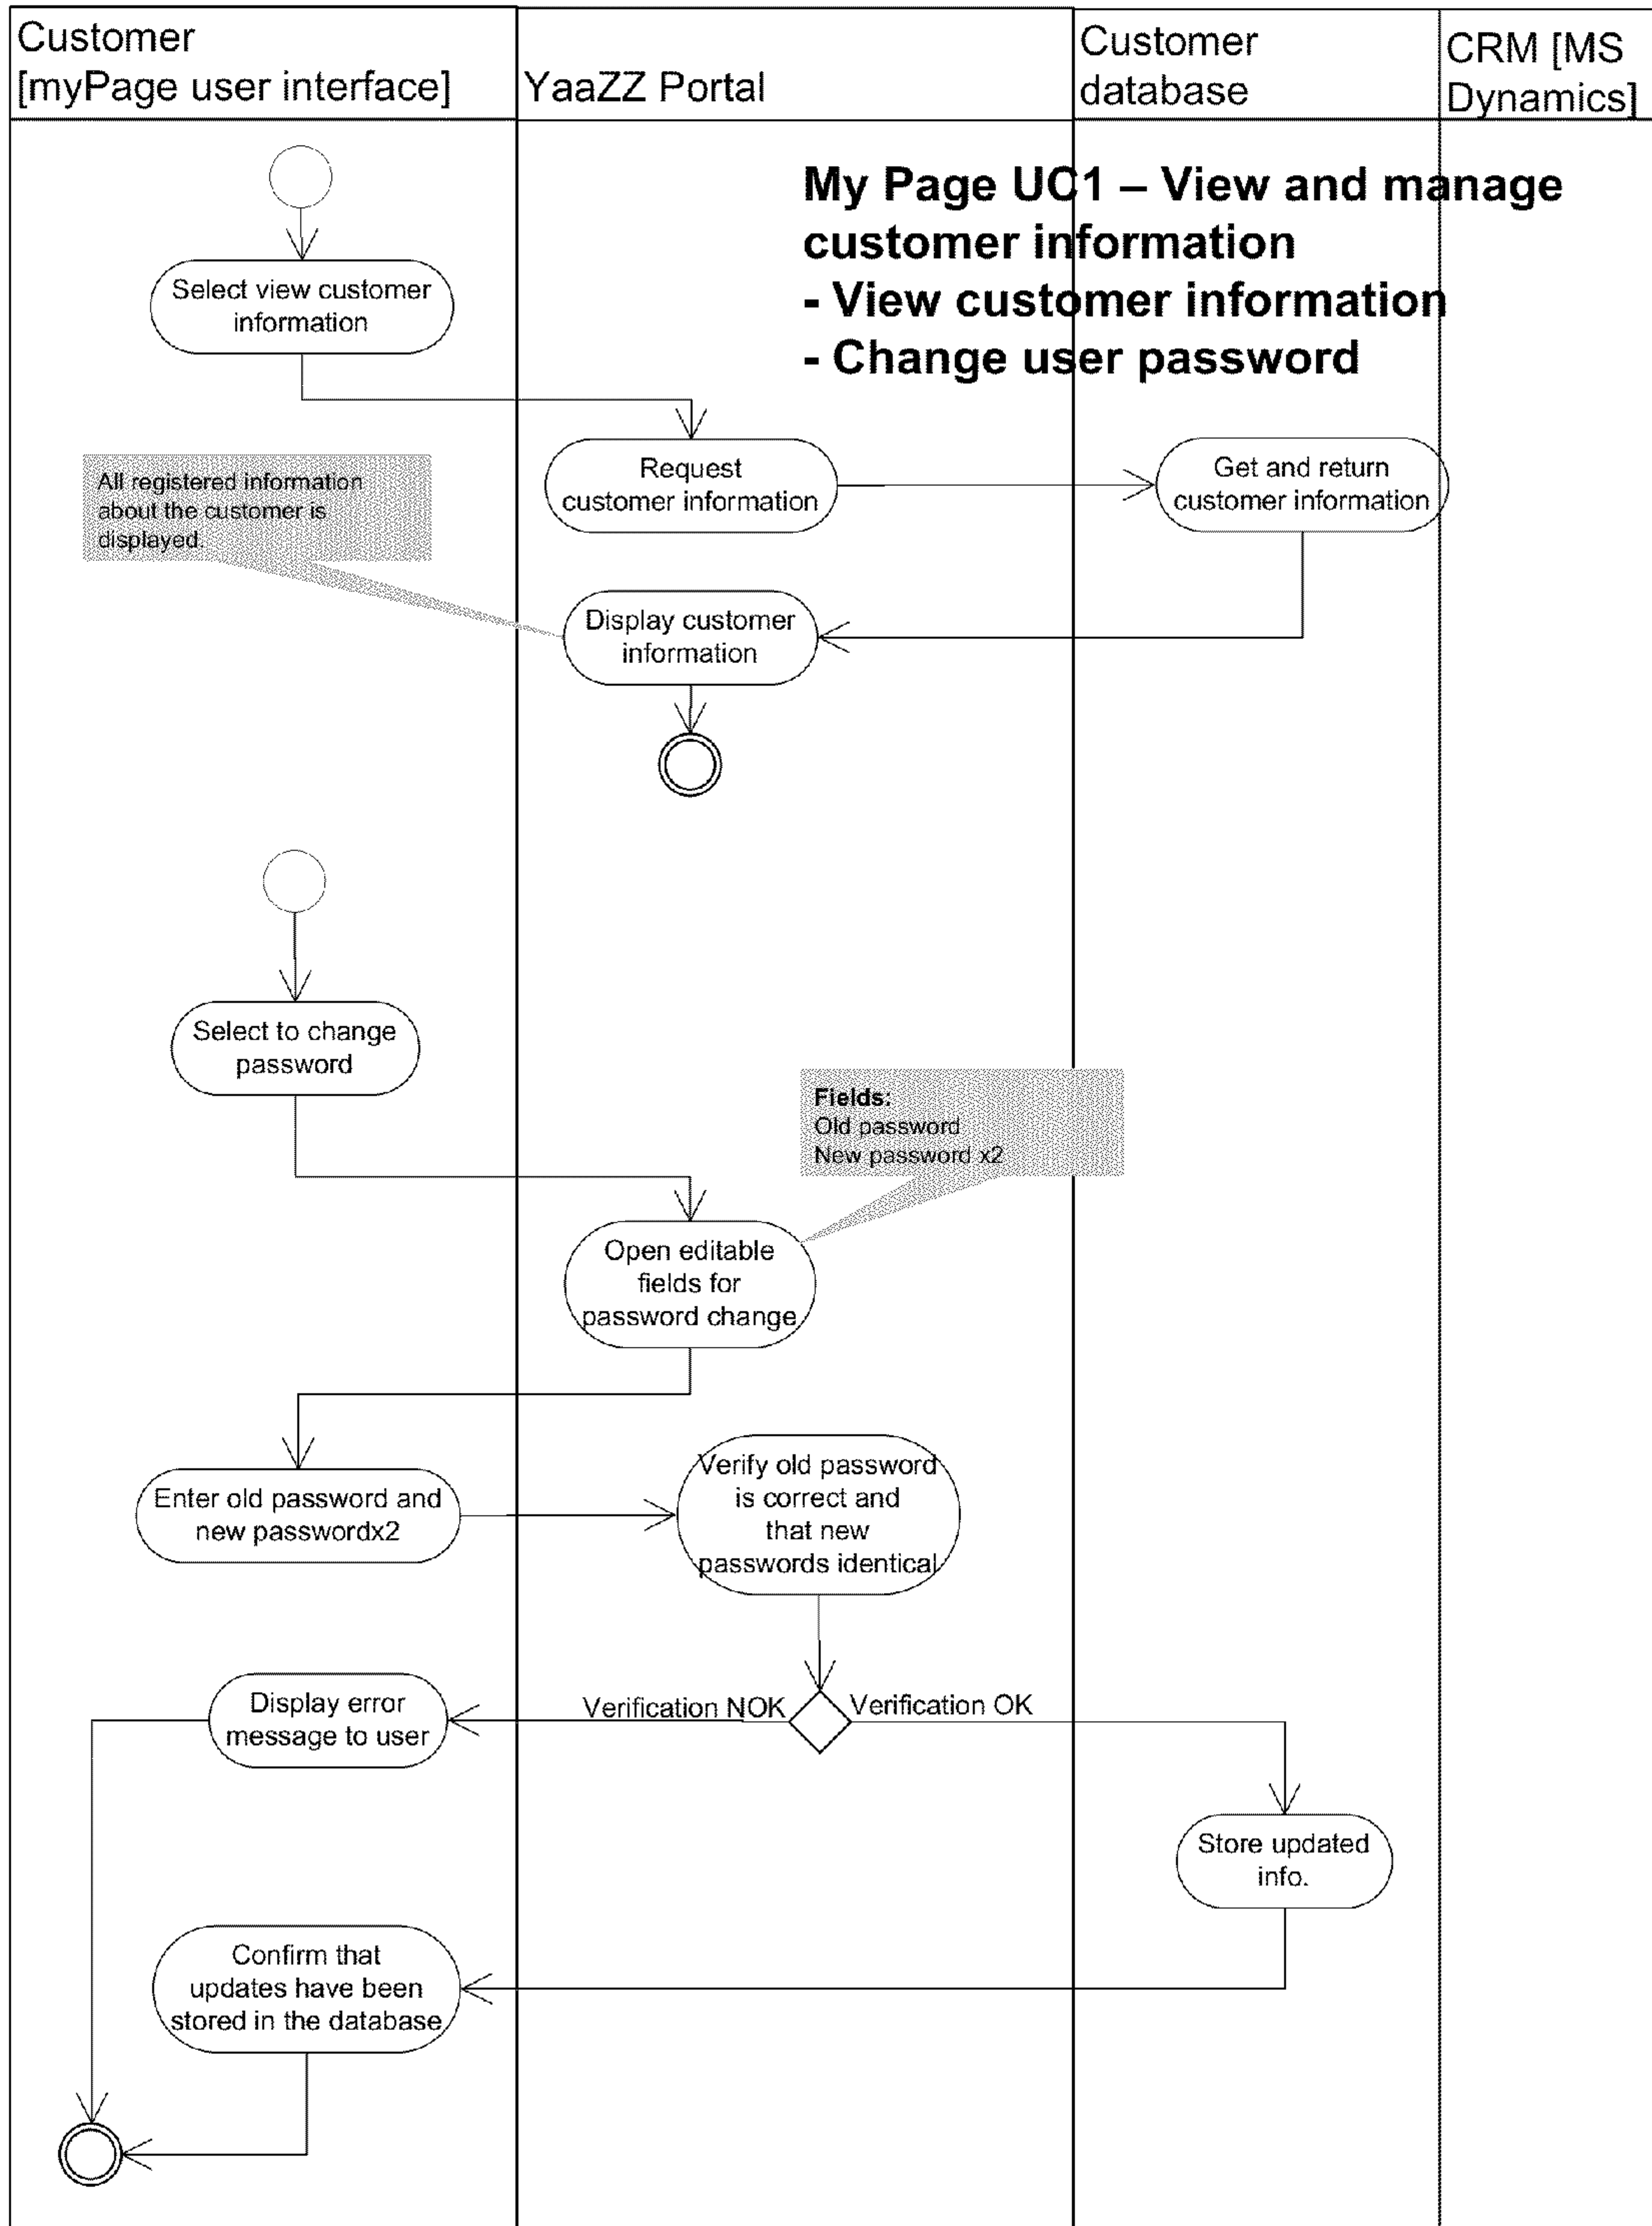 Customer
[myPage user interface]
YaaZZ Portal
Customer
database
CRM [MS
Dynamics]
My Page UC1 – View and manage
customer information
- View customer information
- Change user password
Select view customer
information
Request
customer information
Get and return
customer information
All registered information
about the customer is
displayed.
Display customer
information
Select to change
password
Fields:
Old password
New password x2
Open editable
fields for
password change
Enter old password and
new passwordx2
Verify old password
is correct and
that new
passwords identical
Display error
message to user
Verification NOK
Verification OK
Store updated
info.
Confirm that
updates have been
stored in the database